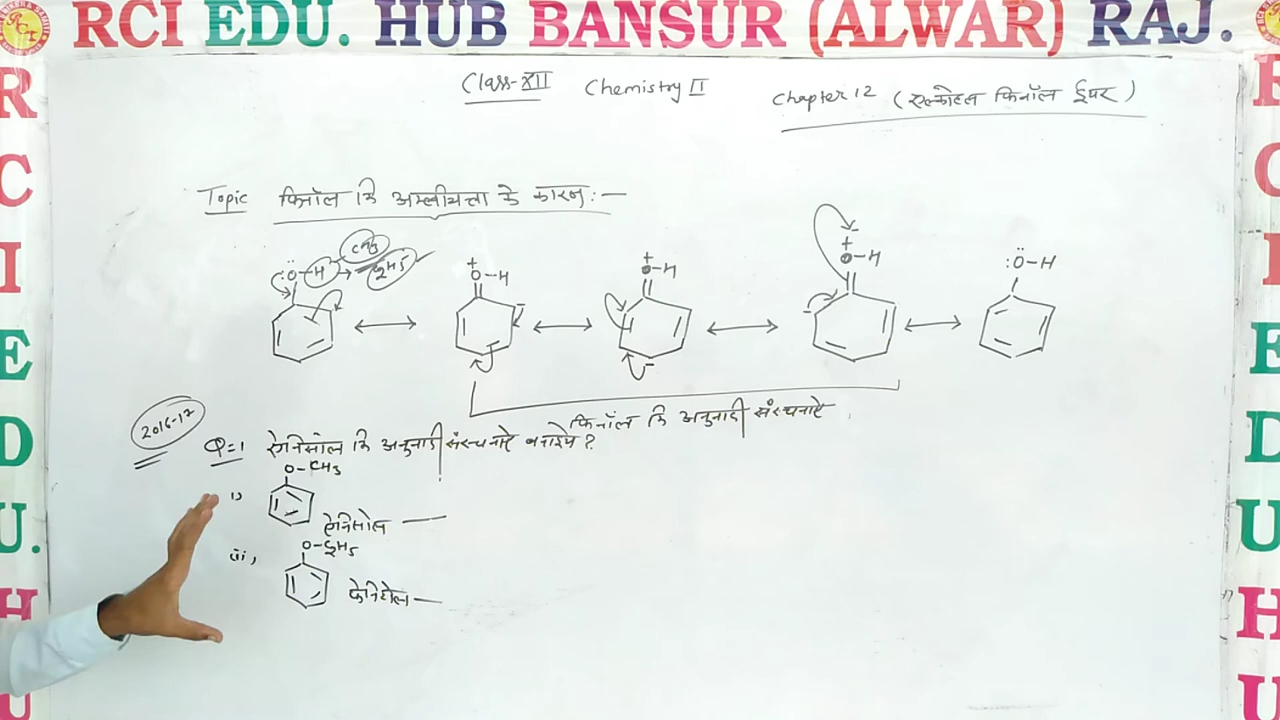 RCI EDU. HUB BANSUR (ALWAR) RAJ.
Class-XII Chemistry II Chapter 12 (एल्कोहल फिनॉल ईथर)
Topic फिनॉल कि अम्लीयता के कारण:-
CH3
:Ö-H → C2H5
+
O-H
+
O-H
-
+
O-H
:Ö-H
फिनॉल कि अनुनादी संरचनाऐ
2016-17
Q=1 ऐनिसोल कि अनुनादी संरचनाऐ बनाइये ?
O-CH3
i)
ऐनिसोल
O-C2H5
ii)
फेनिटोल
R
C
I
E
D
U.
H
U
R
C
I
E
D
U.
H
U